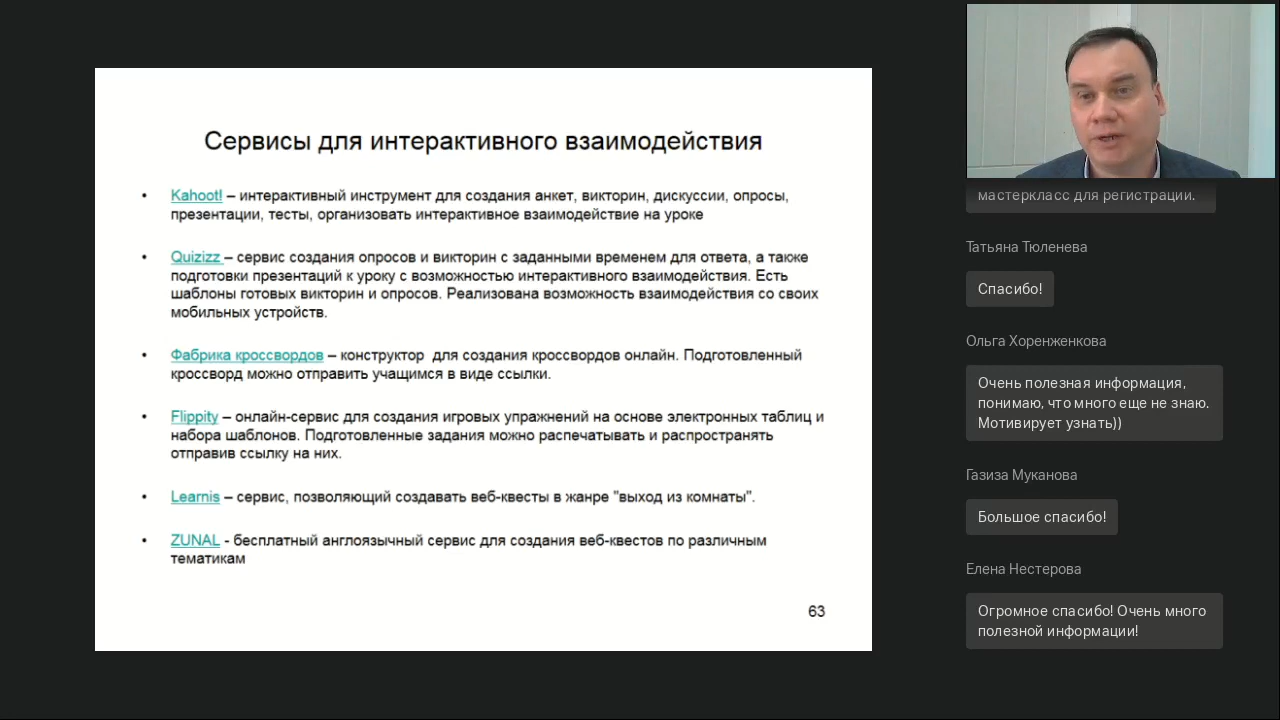 Сервисы для интерактивного взаимодействия
• Kahoot! – интерактивный инструмент для создания анкет, викторин, дискуссии, опросы,
презентации, тесты, организовать интерактивное взаимодействие на уроке
• Quizizz – сервис создания опросов и викторин с заданными временем для ответа, а также
подготовки презентаций к уроку с возможностью интерактивного взаимодействия. Есть
шаблоны готовых викторин и опросов. Реализована возможность взаимодействия со своих
мобильных устройств.
• Фабрика кроссвордов – конструктор для создания кроссвордов онлайн. Подготовленный
кроссворд можно отправить учащимся в виде ссылки.
• Flippity – онлайн-сервис для создания игровых упражнений на основе электронных таблиц и
набора шаблонов. Подготовленные задания можно распечатывать и распространять
отправив ссылку на них.
• Learnis – сервис, позволяющий создавать веб-квесты в жанре "выход из комнаты".
• ZUNAL - бесплатный англоязычный сервис для создания веб-квестов по различным
тематикам
63
мастеркласс для регистрации.
Татьяна Тюленева
Спасибо!
Ольга Хоренженкова
Очень полезная информация,
понимаю, что много еще не знаю.
Мотивирует узнать))
Газиза Муканова
Большое спасибо!
Елена Нестерова
Огромное спасибо! Очень много
полезной информации!